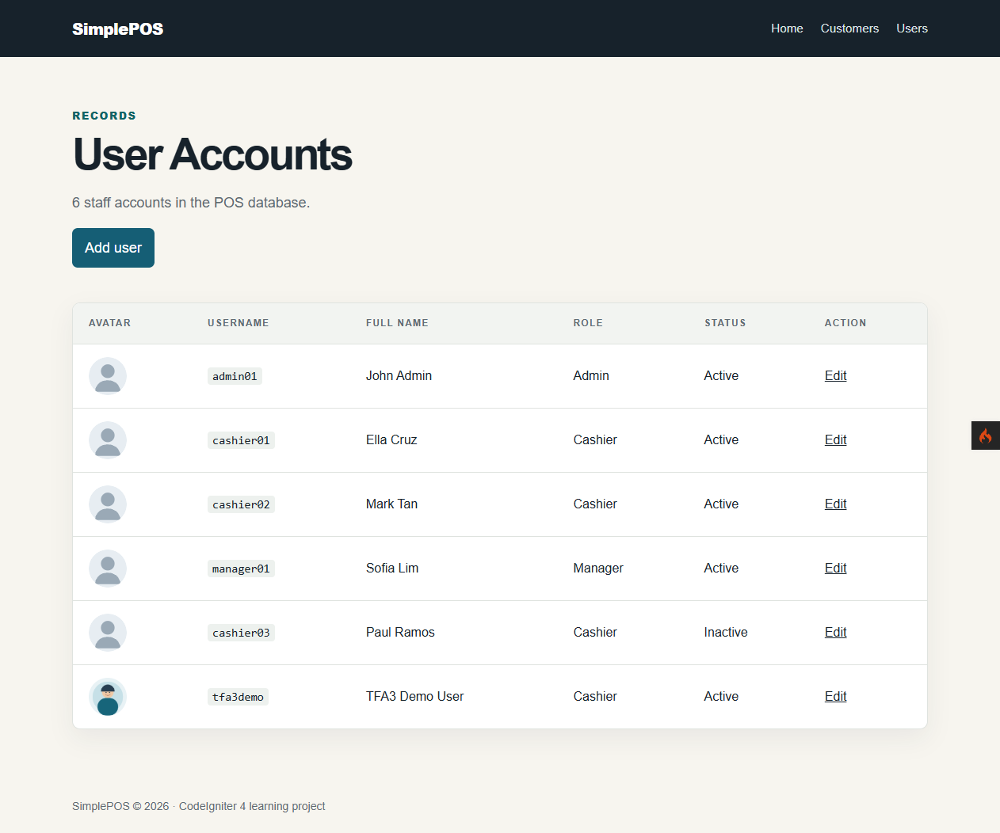 SimplePOS
Home Customers Users
RECORDS
User Accounts
6 staff accounts in the POS database.
Add user
AVATAR USERNAME FULL NAME ROLE STATUS ACTION
admin01 John Admin Admin Active Edit
cashier01 Ella Cruz Cashier Active Edit
cashier02 Mark Tan Cashier Active Edit
manager01 Sofia Lim Manager Active Edit
cashier03 Paul Ramos Cashier Inactive Edit
tfa3demo TFA3 Demo User Cashier Active Edit
SimplePOS © 2026 · CodeIgniter 4 learning project